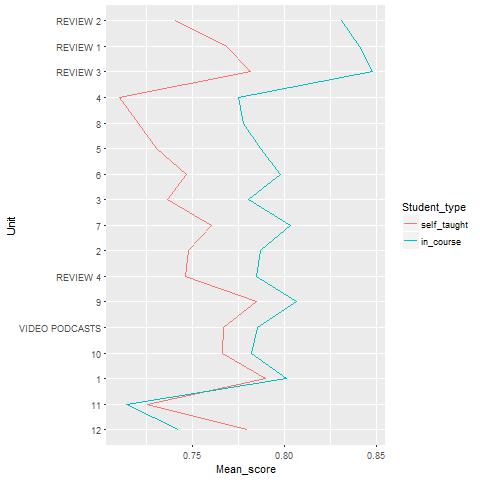 REVIEW 2
REVIEW 1
REVIEW 3
4
8
5
6
3
7
2
REVIEW 4
9
VIDEO PODCASTS
10
1
11
12
Unit
0.75 0.80 0.85
Mean_score
Student_type
self_taught
in_course